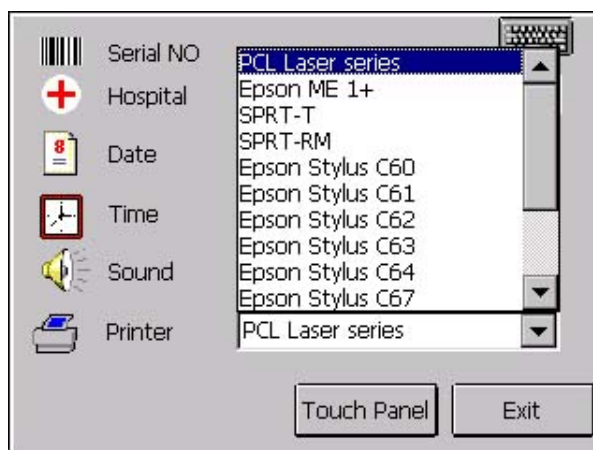 Serial NO
PCL Laser series
Epson ME 1+
Hospital
SPRT-T
SPRT-RM
8
Date
Epson Stylus C60
Epson Stylus C61
Time
Epson Stylus C62
Epson Stylus C63
Sound
Epson Stylus C64
Epson Stylus C67
Printer
PCL Laser series
Touch Panel
Exit